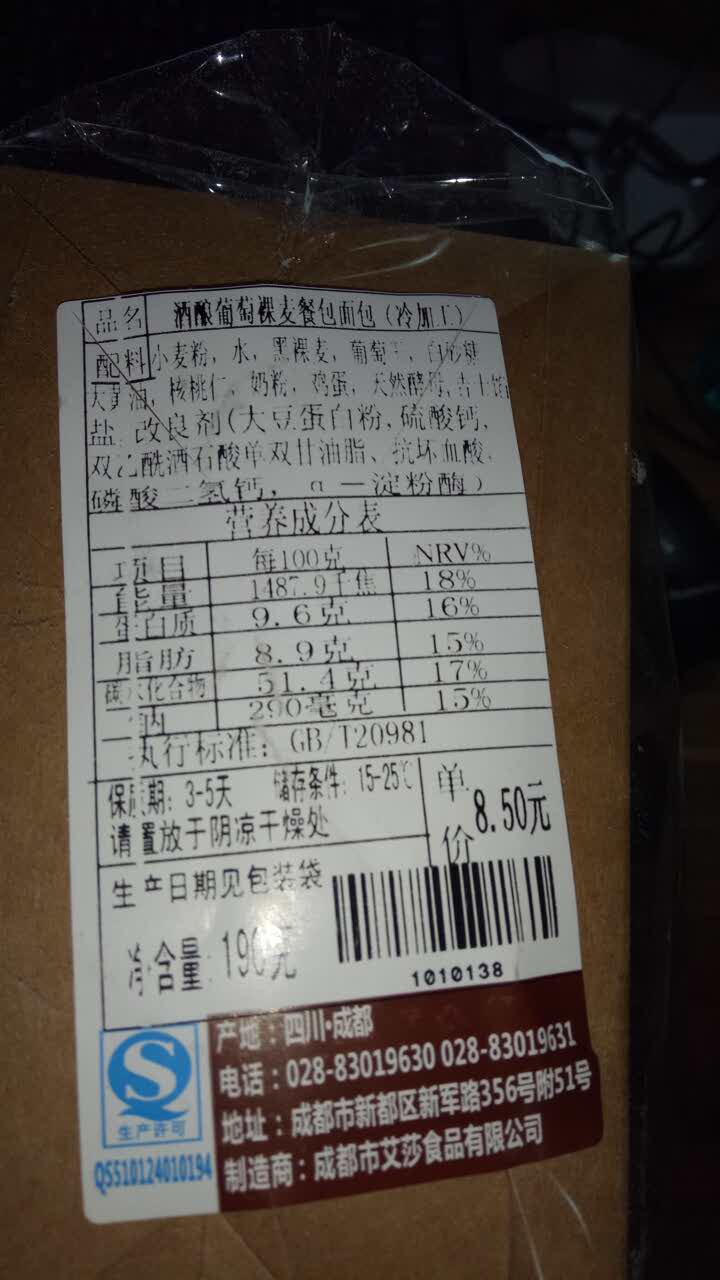 品名 酒酿葡萄裸麦餐包面包（冷加工）
配料 小麦粉，水，黑裸麦，葡萄干，白砂糖
大黄油，核桃仁，奶粉，鸡蛋，天然酵母，吉士馅
盐，改良剂（大豆蛋白粉，硫酸钙，
双乙酰酒石酸单双甘油脂、抗坏血酸，
磷酸二氢钙，α－淀粉酶）
营养成分表
项目 每100克 NRV%
能量 1487.9千焦 18%
蛋白质 9.6克 16%
脂肪 8.9克 15%
碳水化合物 51.4克 17%
钠 290毫克 15%
执行标准：GB/T20981
保质期：3-5天 储存条件：15-25℃
请置放于阴凉干燥处
单价 8.50元
生产日期见包装袋
净含量：190克
1010138
生产许可
QS510124010194
产地：四川·成都
电话：028-83019630 028-83019631
地址：成都市新都区新军路356号附51号
制造商：成都市艾莎食品有限公司